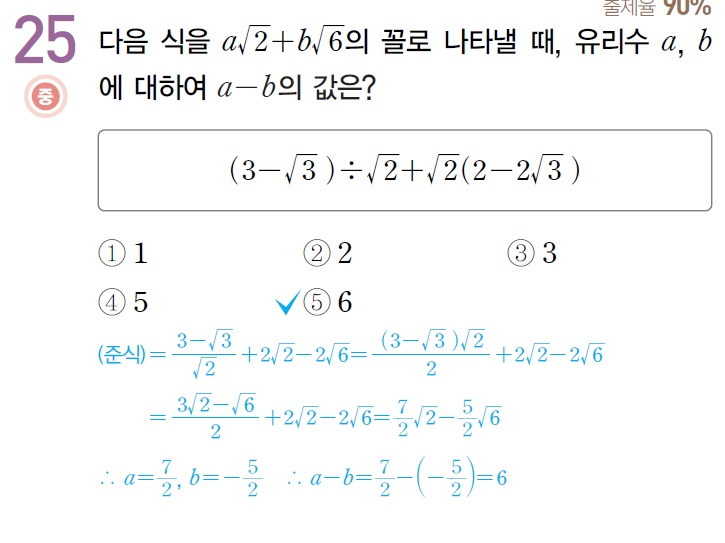 출제율 90%
25 다음 식을 a√2+b√6의 꼴로 나타낼 때, 유리수 a, b
중 에 대하여 a-b의 값은?
(3-√3)÷√2+√2(2-2√3)
① 1 ② 2 ③ 3
④ 5 ⑤ 6
(준식)=(3-√3)/√2+2√2-2√6=(3-√3)√2/2+2√2-2√6
=(3√2-√6)/2+2√2-2√6=7/2√2-5/2√6
∴ a=7/2, b=-5/2 ∴ a-b=7/2-(-5/2)=6